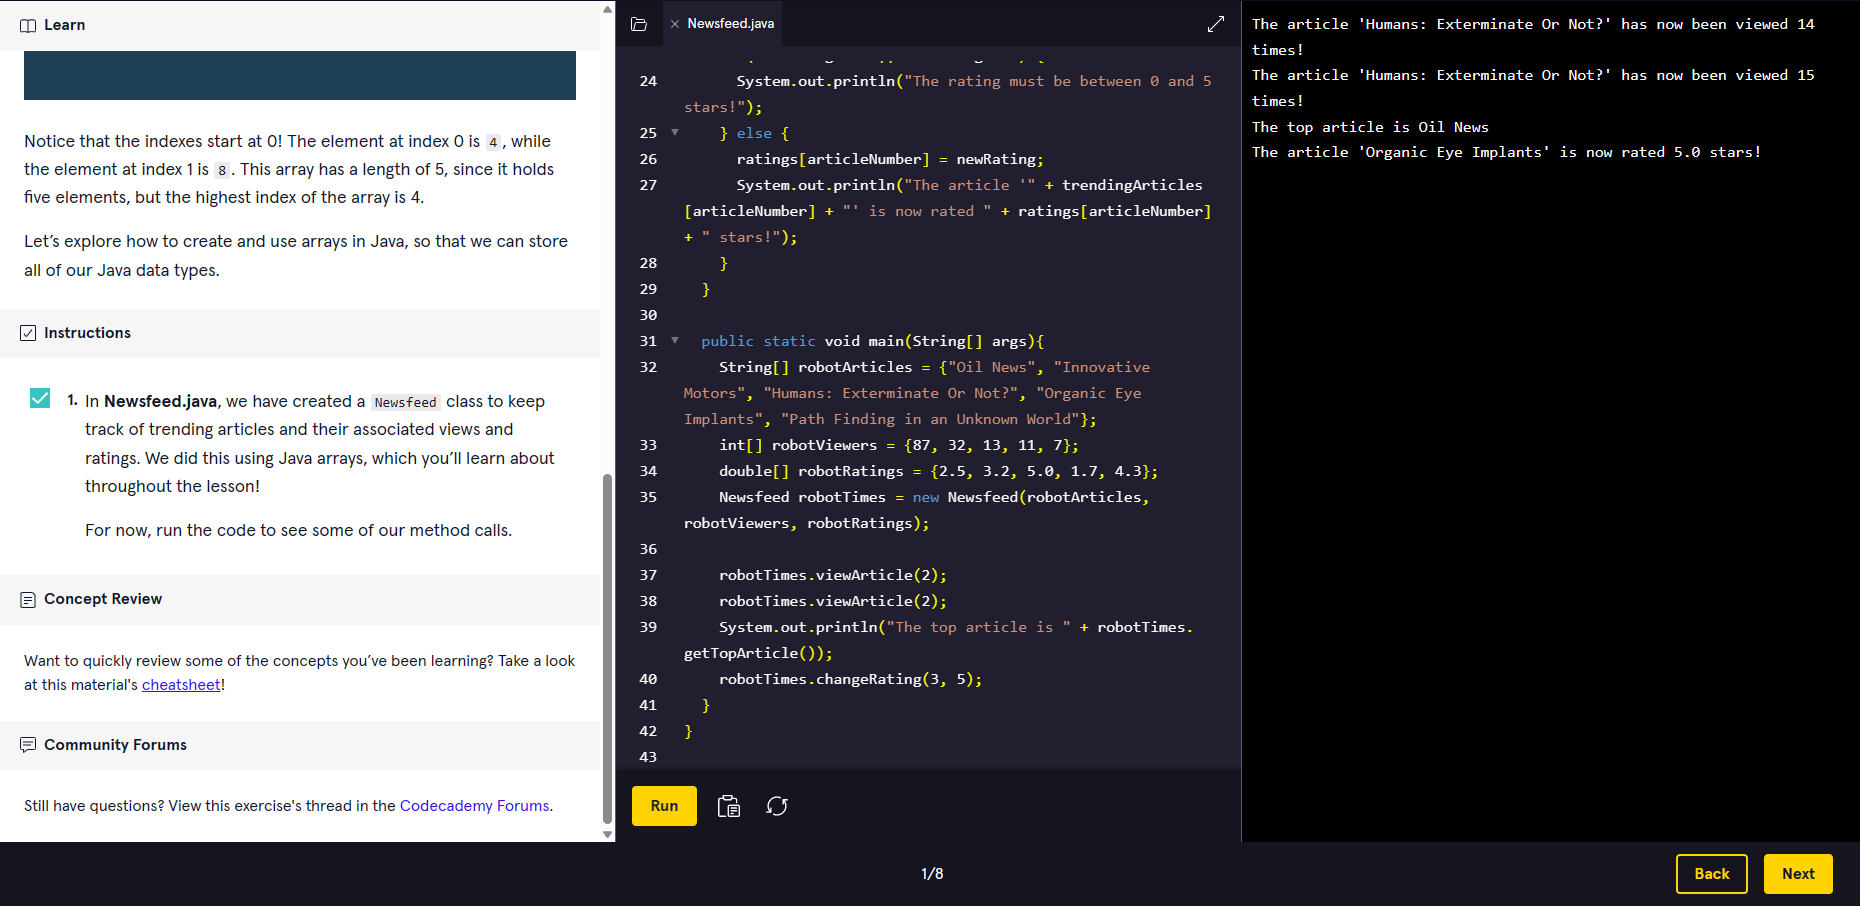 Learn
Notice that the indexes start at 0! The element at index 0 is 4, while
the element at index 1 is 8. This array has a length of 5, since it holds
five elements, but the highest index of the array is 4.
Let’s explore how to create and use arrays in Java, so that we can store
all of our Java data types.
Instructions
1. In Newsfeed.java, we have created a Newsfeed class to keep
track of trending articles and their associated views and
ratings. We did this using Java arrays, which you’ll learn about
throughout the lesson!
For now, run the code to see some of our method calls.
Concept Review
Want to quickly review some of the concepts you’ve been learning? Take a look
at this material's cheatsheet!
Community Forums
Still have questions? View this exercise's thread in the Codecademy Forums.
Newsfeed.java
24 System.out.println("The rating must be between 0 and 5
stars!");
25 } else {
26 ratings[articleNumber] = newRating;
27 System.out.println("The article '" + trendingArticles
[articleNumber] + "' is now rated " + ratings[articleNumber]
+ " stars!");
28 }
29 }
30
31 public static void main(String[] args){
32 String[] robotArticles = {"Oil News", "Innovative
Motors", "Humans: Exterminate Or Not?", "Organic Eye
Implants", "Path Finding in an Unknown World"};
33 int[] robotViewers = {87, 32, 13, 11, 7};
34 double[] robotRatings = {2.5, 3.2, 5.0, 1.7, 4.3};
35 Newsfeed robotTimes = new Newsfeed(robotArticles,
robotViewers, robotRatings);
36
37 robotTimes.viewArticle(2);
38 robotTimes.viewArticle(2);
39 System.out.println("The top article is " + robotTimes.
getTopArticle());
40 robotTimes.changeRating(3, 5);
41 }
42 }
43
Run
The article 'Humans: Exterminate Or Not?' has now been viewed 14
times!
The article 'Humans: Exterminate Or Not?' has now been viewed 15
times!
The top article is Oil News
The article 'Organic Eye Implants' is now rated 5.0 stars!
1/8
Back
Next